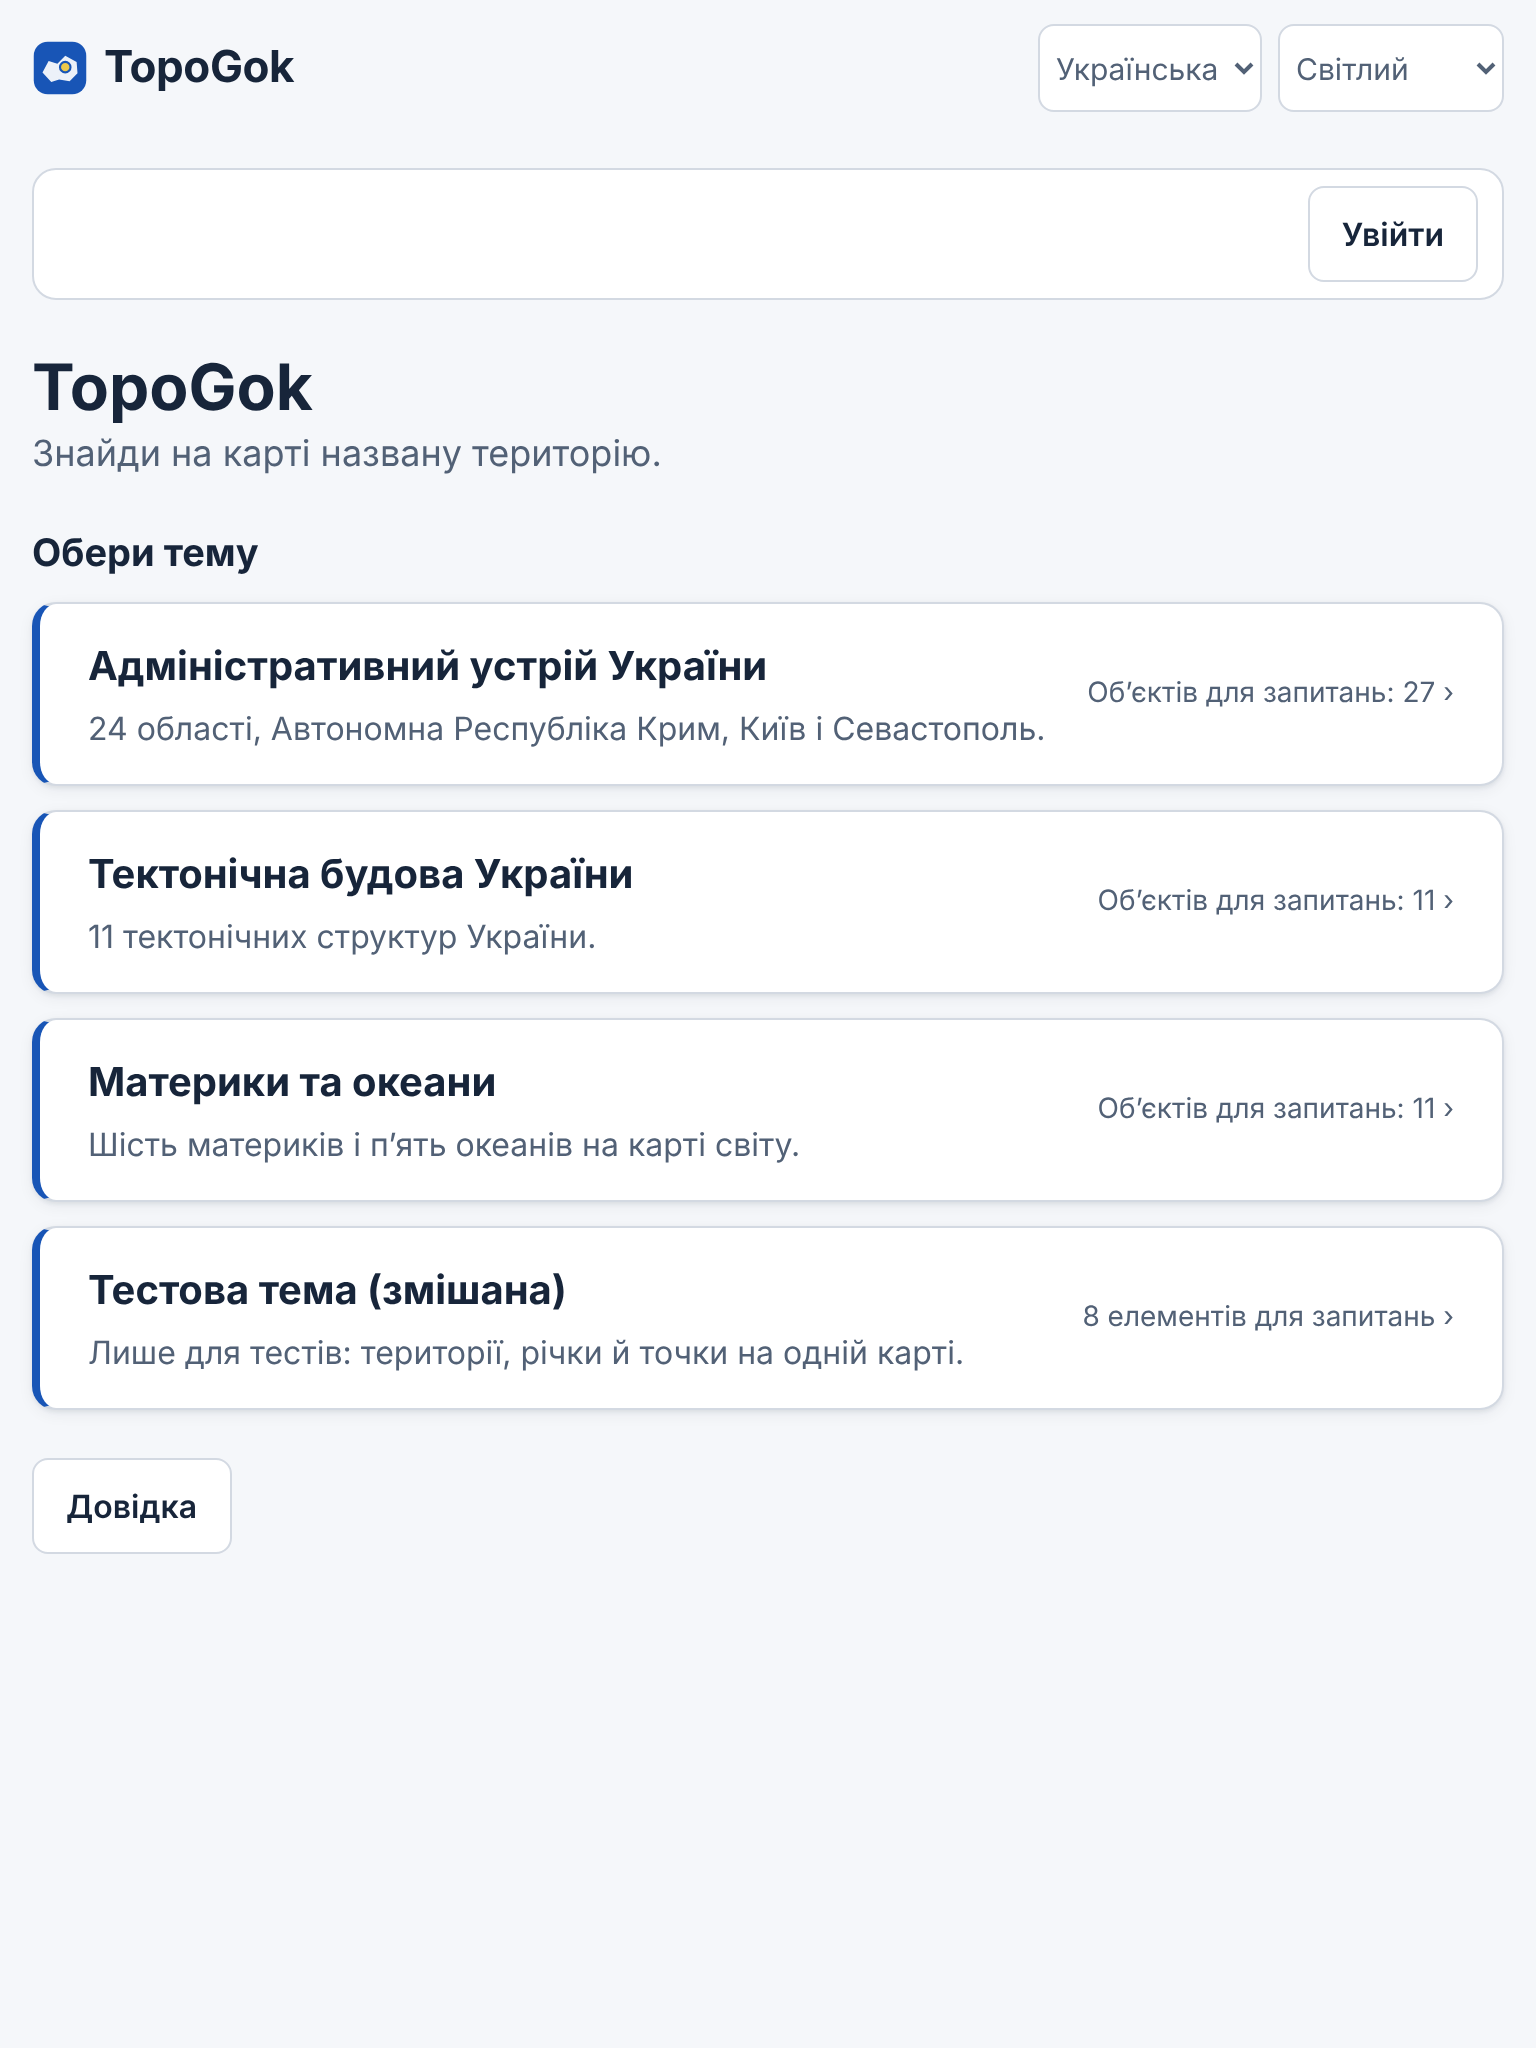 TopoGok
Українська
Світлий
Увійти
TopoGok
Знайди на карті названу територію.
Обери тему
Адміністративний устрій України
24 області, Автономна Республіка Крим, Київ і Севастополь.
Об’єктів для запитань: 27 ›
Тектонічна будова України
11 тектонічних структур України.
Об’єктів для запитань: 11 ›
Материки та океани
Шість материків і п’ять океанів на карті світу.
Об’єктів для запитань: 11 ›
Тестова тема (змішана)
Лише для тестів: території, річки й точки на одній карті.
8 елементів для запитань ›
Довідка